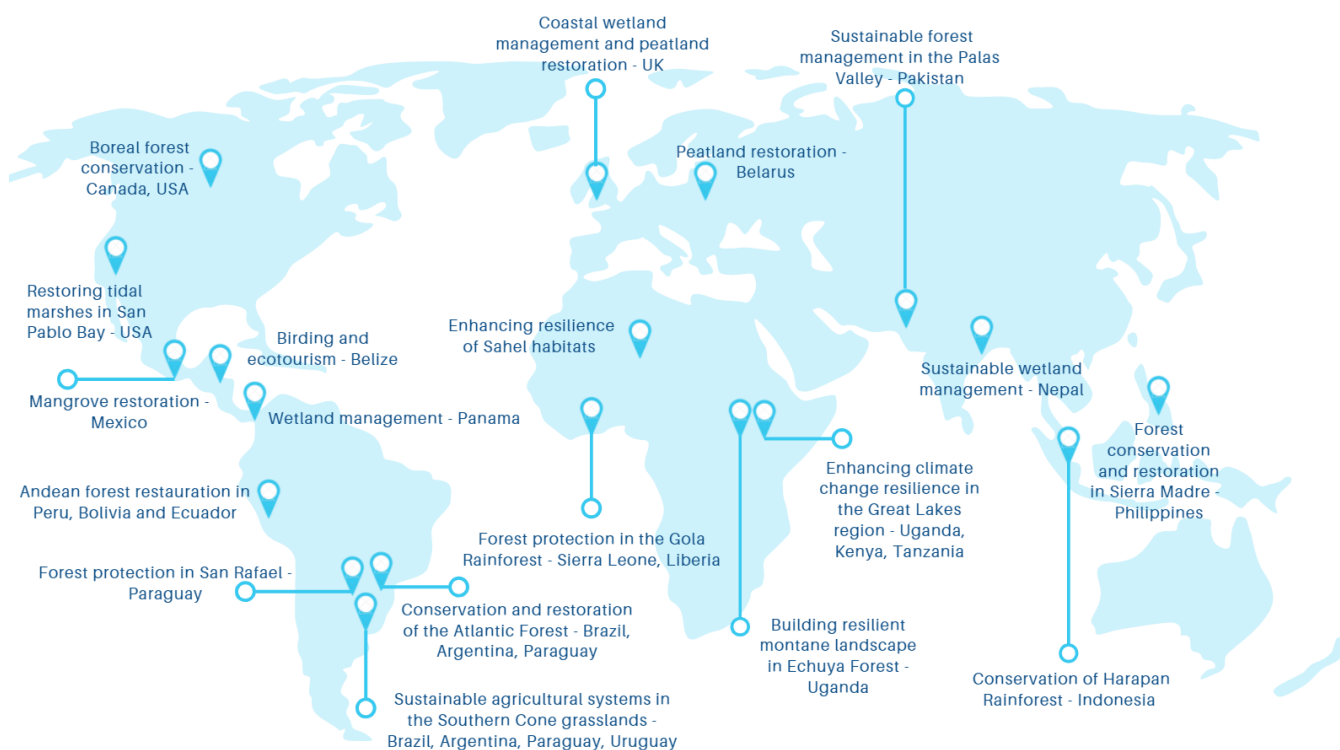 Coastal wetland
management and peatland
restoration - UK
Sustainable forest
management in the Palas
Valley - Pakistan
Boreal forest
conservation -
Canada, USA
Peatland restoration -
Belarus
Restoring tidal
marshes in San
Pablo Bay - USA
Birding and
ecotourism - Belize
Enhancing resilience
of Sahel habitats
Sustainable wetland
management - Nepal
Mangrove restoration -
Mexico
Wetland management - Panama
Forest
conservation
and restoration
in Sierra Madre -
Philippines
Enhancing climate
change resilience in
the Great Lakes
region - Uganda,
Kenya, Tanzania
Andean forest restauration in
Peru, Bolivia and Ecuador
Forest protection in the Gola
Rainforest - Sierra Leone, Liberia
Forest protection in San Rafael -
Paraguay
Conservation and restoration
of the Atlantic Forest - Brazil,
Argentina, Paraguay
Building resilient
montane landscape
in Echuya Forest -
Uganda
Conservation of Harapan
Rainforest - Indonesia
Sustainable agricultural systems in
the Southern Cone grasslands -
Brazil, Argentina, Paraguay, Uruguay